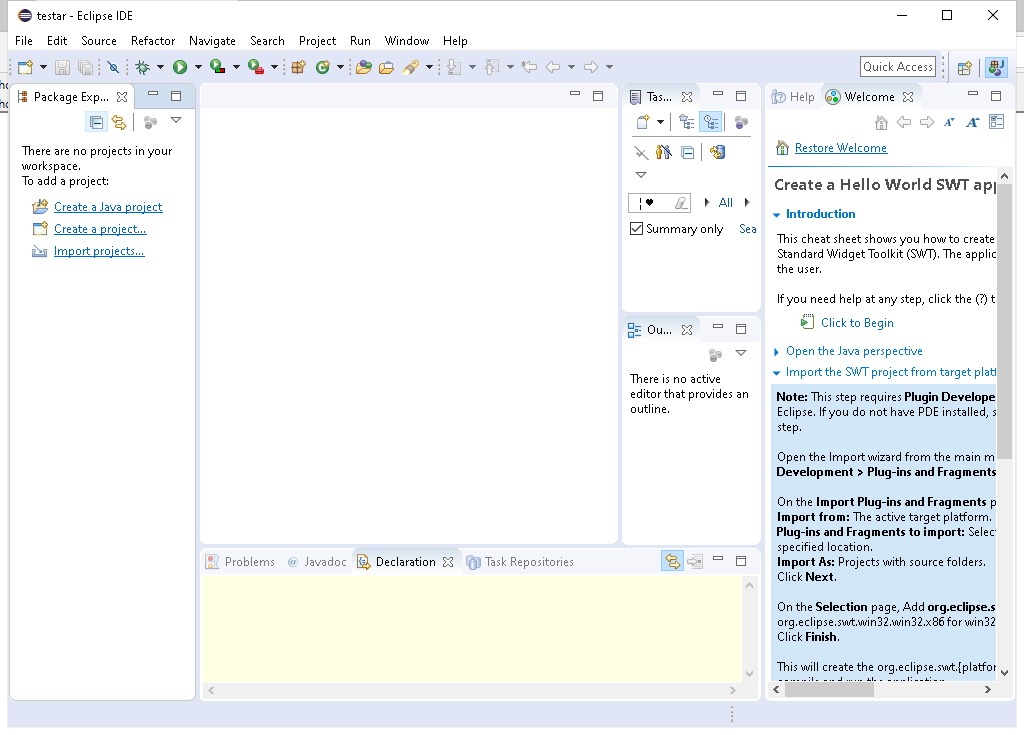 testar - Eclipse IDE
File Edit Source Refactor Navigate Search Project Run Window Help
Quick Access
Package Exp...
There are no projects in your
workspace.
To add a project:
Create a Java project
Create a project...
Import projects...
Tas...
All
Summary only
Sea
Ou...
There is no active
editor that provides an
outline.
Problems @ Javadoc Declaration Task Repositories
Help Welcome
Restore Welcome
Create a Hello World SWT app
Introduction
This cheat sheet shows you how to create
Standard Widget Toolkit (SWT). The applic
the user.
If you need help at any step, click the (?) t
Click to Begin
Open the Java perspective
Import the SWT project from target platf
Note: This step requires Plugin Develope
Eclipse. If you do not have PDE installed, s
step.
Open the Import wizard from the main m
Development > Plug-ins and Fragments
On the Import Plug-ins and Fragments p
Import from: The active target platform.
Plug-ins and Fragments to import: Selec
specified location.
Import As: Projects with source folders.
Click Next.
On the Selection page, Add org.eclipse.s
org.eclipse.swt.win32.win32.x86 for win32
Click Finish.
This will create the org.eclipse.swt.{platfor
compile and run the application.